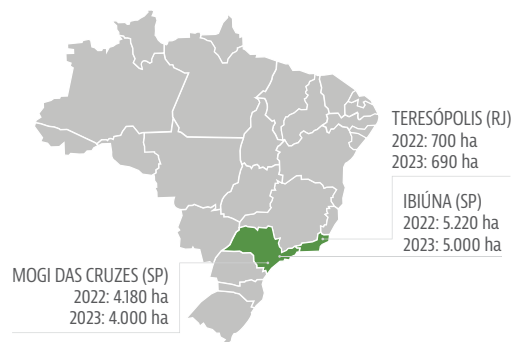 TERESÓPOLIS (RJ)
2022: 700 ha
2023: 690 ha
IBIÚNA (SP)
2022: 5.220 ha
2023: 5.000 ha
MOGI DAS CRUZES (SP)
2022: 4.180 ha
2023: 4.000 ha